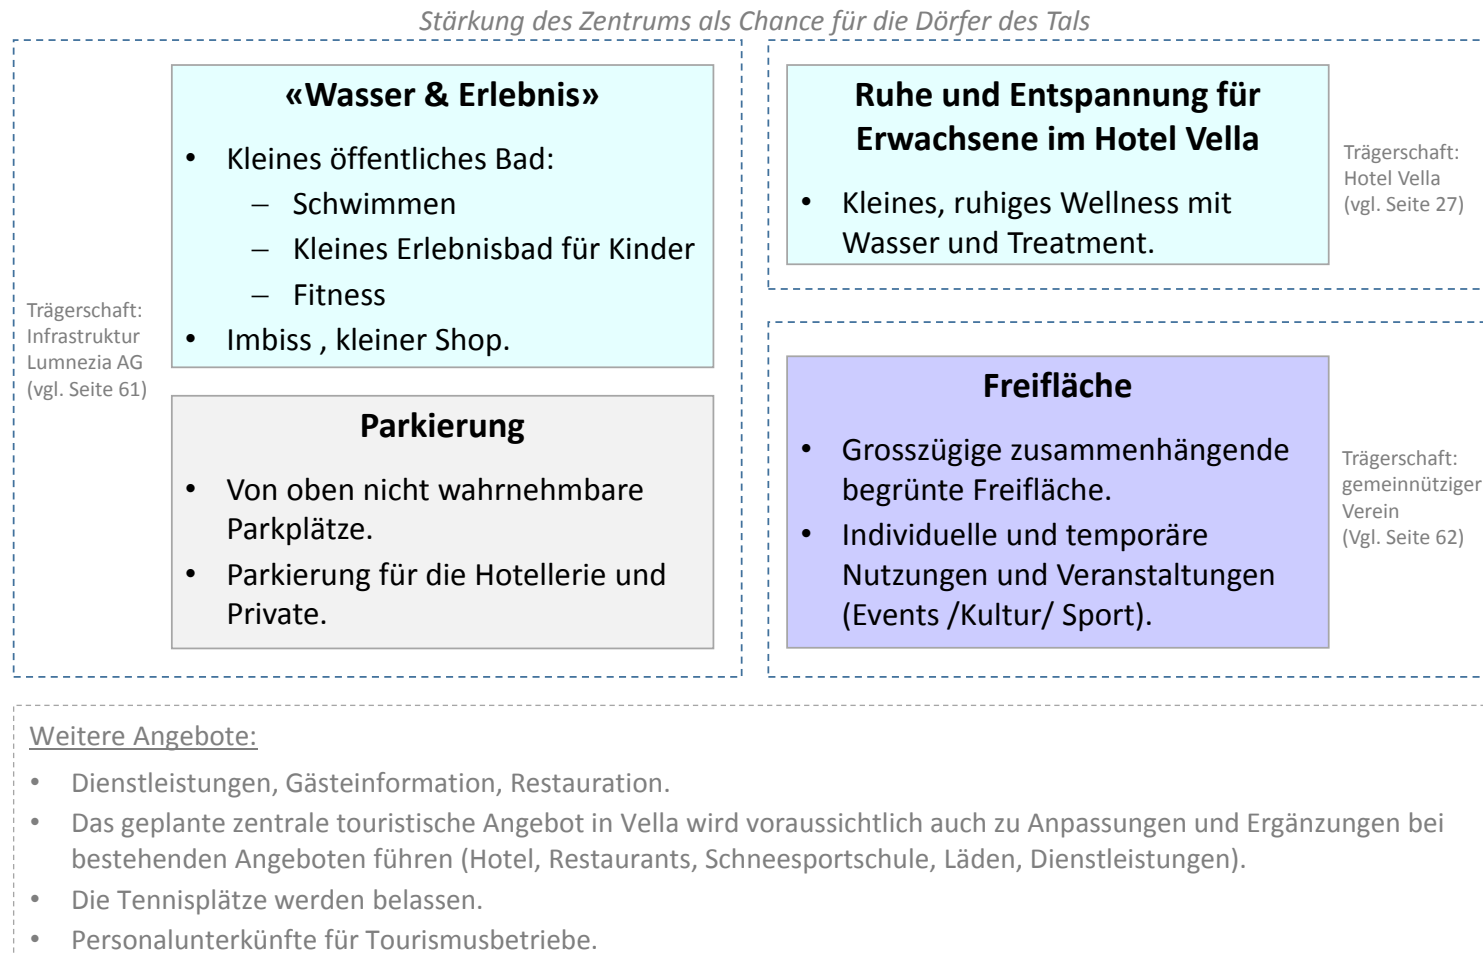 Stärkung des Zentrums als Chance für die Dörfer des Tals
Trägerschaft:
Infrastruktur
Lumnezia AG
(vgl. Seite 61)
«Wasser & Erlebnis»
• Kleines öffentliches Bad:
– Schwimmen
– Kleines Erlebnisbad für Kinder
– Fitness
• Imbiss , kleiner Shop.
Parkierung
• Von oben nicht wahrnehmbare
Parkplätze.
• Parkierung für die Hotellerie und
Private.
Ruhe und Entspannung für
Erwachsene im Hotel Vella
• Kleines, ruhiges Wellness mit
Wasser und Treatment.
Trägerschaft:
Hotel Vella
(vgl. Seite 27)
Freifläche
• Grosszügige zusammenhängende
begrünte Freifläche.
• Individuelle und temporäre
Nutzungen und Veranstaltungen
(Events /Kultur/ Sport).
Trägerschaft:
gemeinnütziger
Verein
(Vgl. Seite 62)
Weitere Angebote:
• Dienstleistungen, Gästeinformation, Restauration.
• Das geplante zentrale touristische Angebot in Vella wird voraussichtlich auch zu Anpassungen und Ergänzungen bei
bestehenden Angeboten führen (Hotel, Restaurants, Schneesportschule, Läden, Dienstleistungen).
• Die Tennisplätze werden belassen.
• Personalunterkünfte für Tourismusbetriebe.